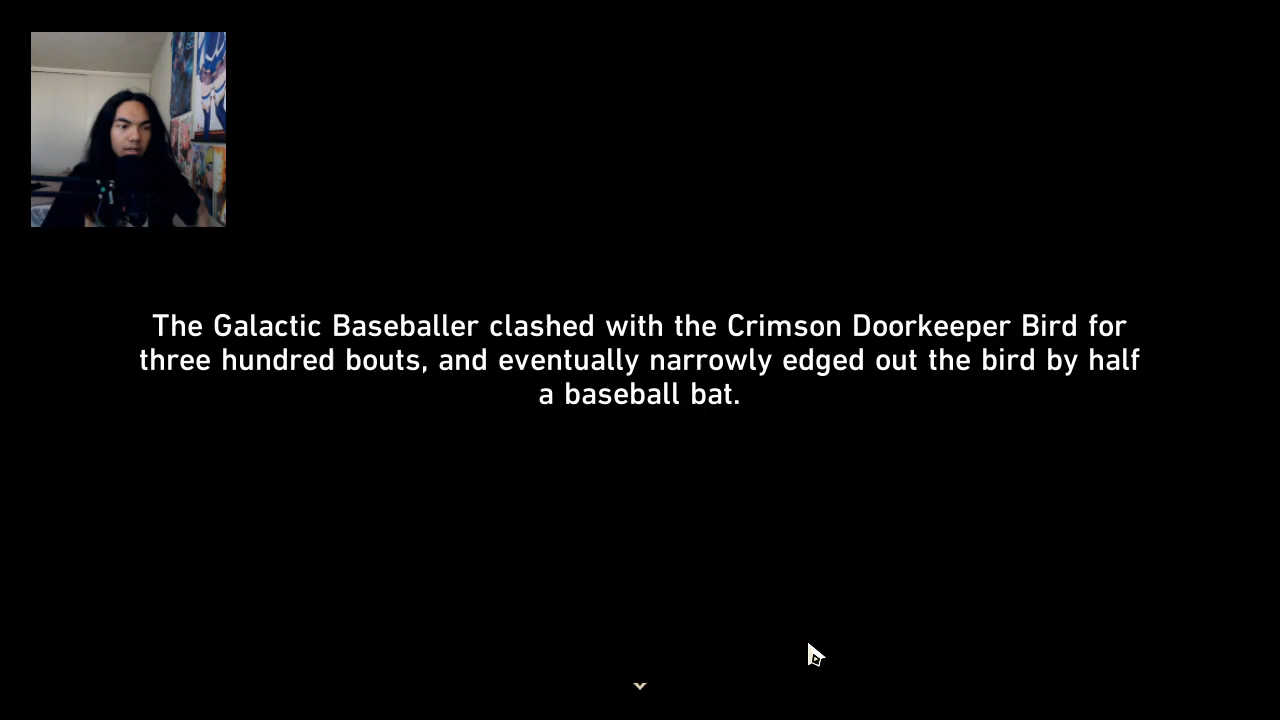 The Galactic Baseballer clashed with the Crimson Doorkeeper Bird for
three hundred bouts, and eventually narrowly edged out the bird by half
a baseball bat.